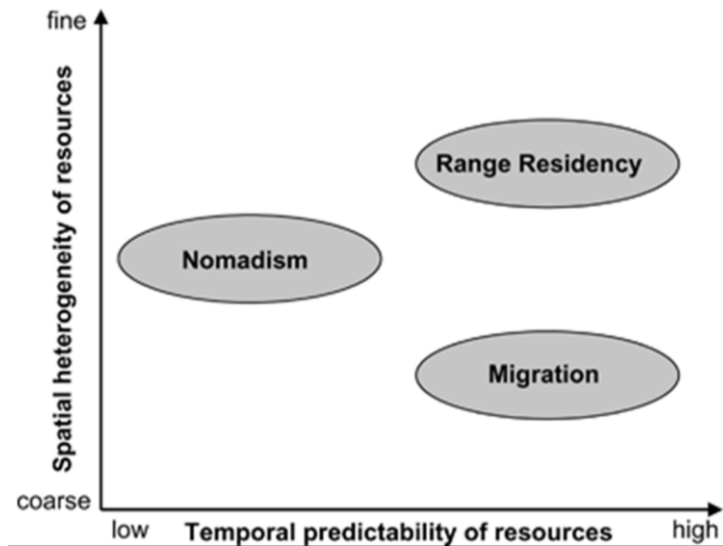 fine
Spatial heterogeneity of resources
Range Residency
Nomadism
Migration
coarse
low
Temporal predictability of resources
high